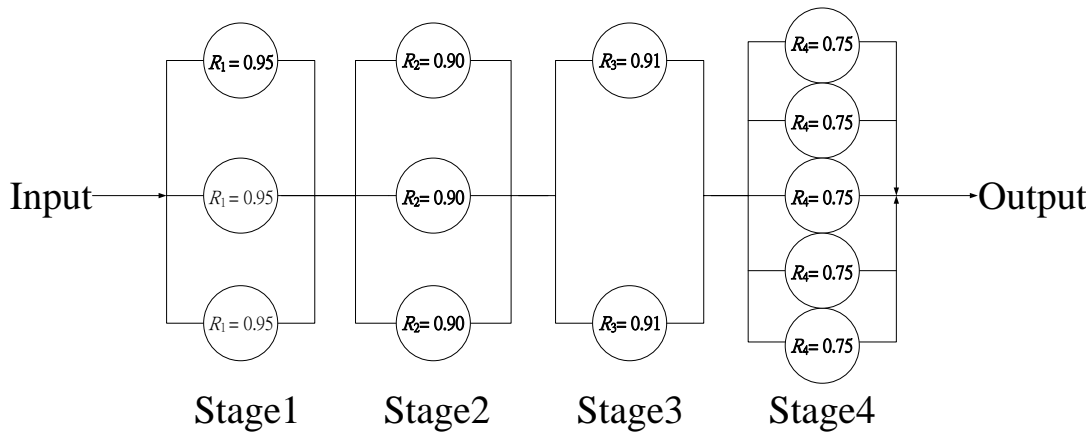 R₁ = 0.95
R₁ = 0.95
R₁ = 0.95
R₂= 0.90
R₂= 0.90
R₂= 0.90
R₃= 0.91
R₃= 0.91
R₄= 0.75
R₄= 0.75
R₄= 0.75
R₄= 0.75
R₄= 0.75
Input
Output
Stage1
Stage2
Stage3
Stage4